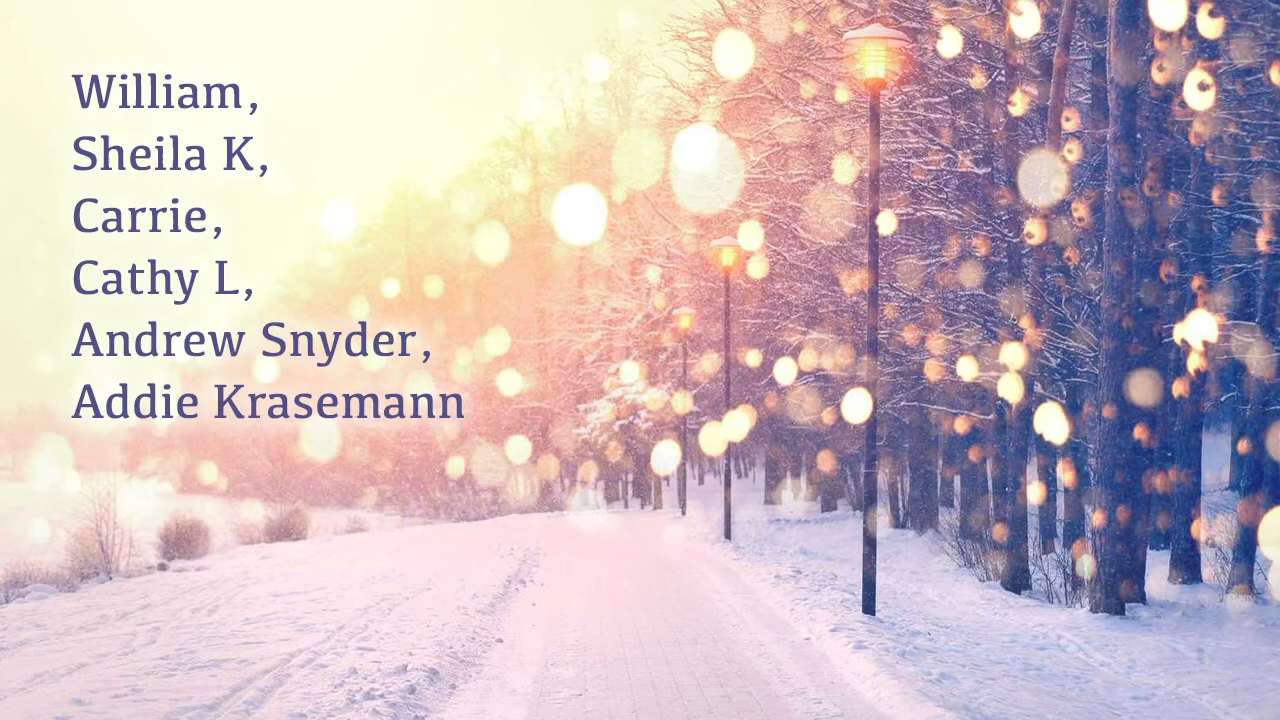 William,
Sheila K,
Carrie,
Cathy L,
Andrew Snyder,
Addie Krasemann